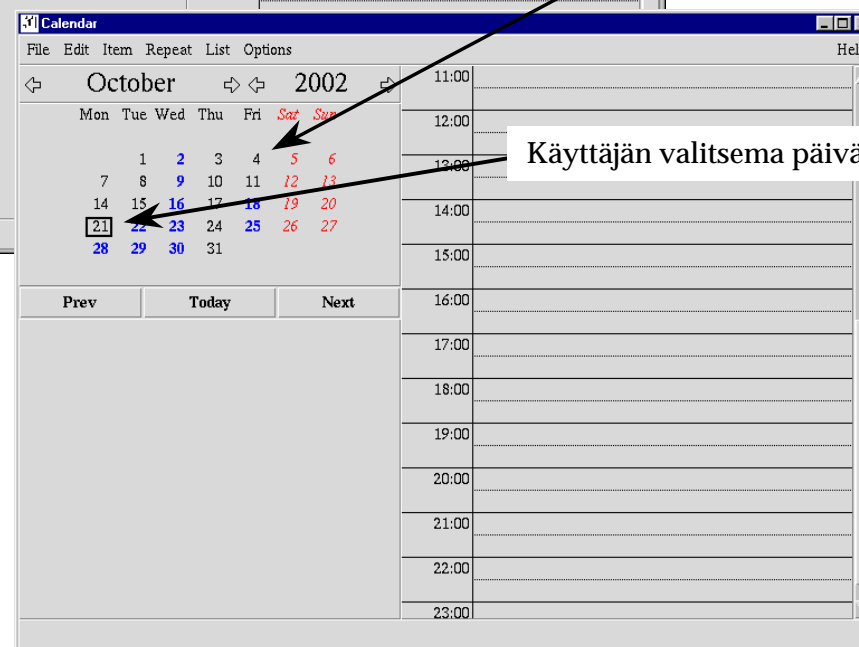 Calendar
File Edit Item Repeat List Options Hel
October 2002
Mon Tue Wed Thu Fri Sat Sun
1 2 3 4 5 6
7 8 9 10 11 12 13
14 15 16 17 18 19 20
21 22 23 24 25 26 27
28 29 30 31
Prev Today Next
11:00
12:00
13:00
Käyttäjän valitsema päivä
14:00
15:00
16:00
17:00
18:00
19:00
20:00
21:00
22:00
23:00